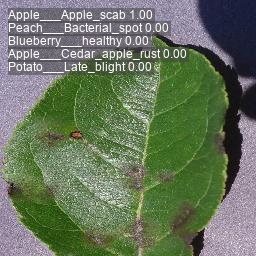 Apple___Apple_scab 1.00
Peach___Bacterial_spot 0.00
Blueberry___healthy 0.00
Apple___Cedar_apple_rust 0.00
Potato___Late_blight 0.00